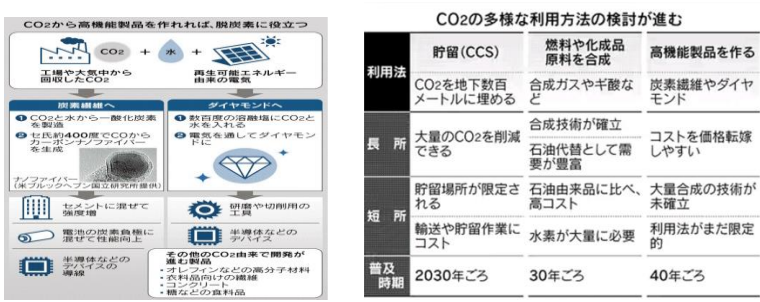 CO2から高機能製品を作れれば、脱炭素に役立つ
CO2
＋
水
＋
工場や大気中から
回収したCO2
再生可能エネルギー
由来の電気
炭素繊維へ
❶CO2と水から一酸化炭素
を製造
❷セ氏約400度でCOから
カーボンナノファイバー
を生成
ナノファイバー
(米ブルックヘブン国立研究所提供)
セメントに混ぜて
強度増
電池の炭素負極に
混ぜて性能向上
半導体などの
デバイスの
導線
ダイヤモンドへ
❶数百度の溶融塩にCO2と
水を入れる
❷電気を通してダイヤモン
ドに
研磨や切削用の
工具
半導体などの
デバイス
その他のCO2由来で開発が
進む製品
・オレフィンなどの高分子材料
・衣料品向けの繊維
・コンクリート
・糖などの食料品
CO2の多様な利用方法の検討が進む
利用法
貯留(CCS)
燃料や化成品
原料を合成
高機能製品を作る
CO2を地下数百
メートルに埋める
合成ガスやギ酸な
ど
炭素繊維やダイヤ
モンド
長所
大量のCO2を削減
できる
合成技術が確立
石油代替として需
要が豊富
コストを価格転嫁
しやすい
短所
貯留場所が限定さ
れる
石油由来品に比べ、
高コスト
大量合成の技術が
未確立
輸送や貯留作業に
コスト
水素が大量に必要
利用法がまだ限定
的
普及
時期
2030年ごろ
30年ごろ
40年ごろ